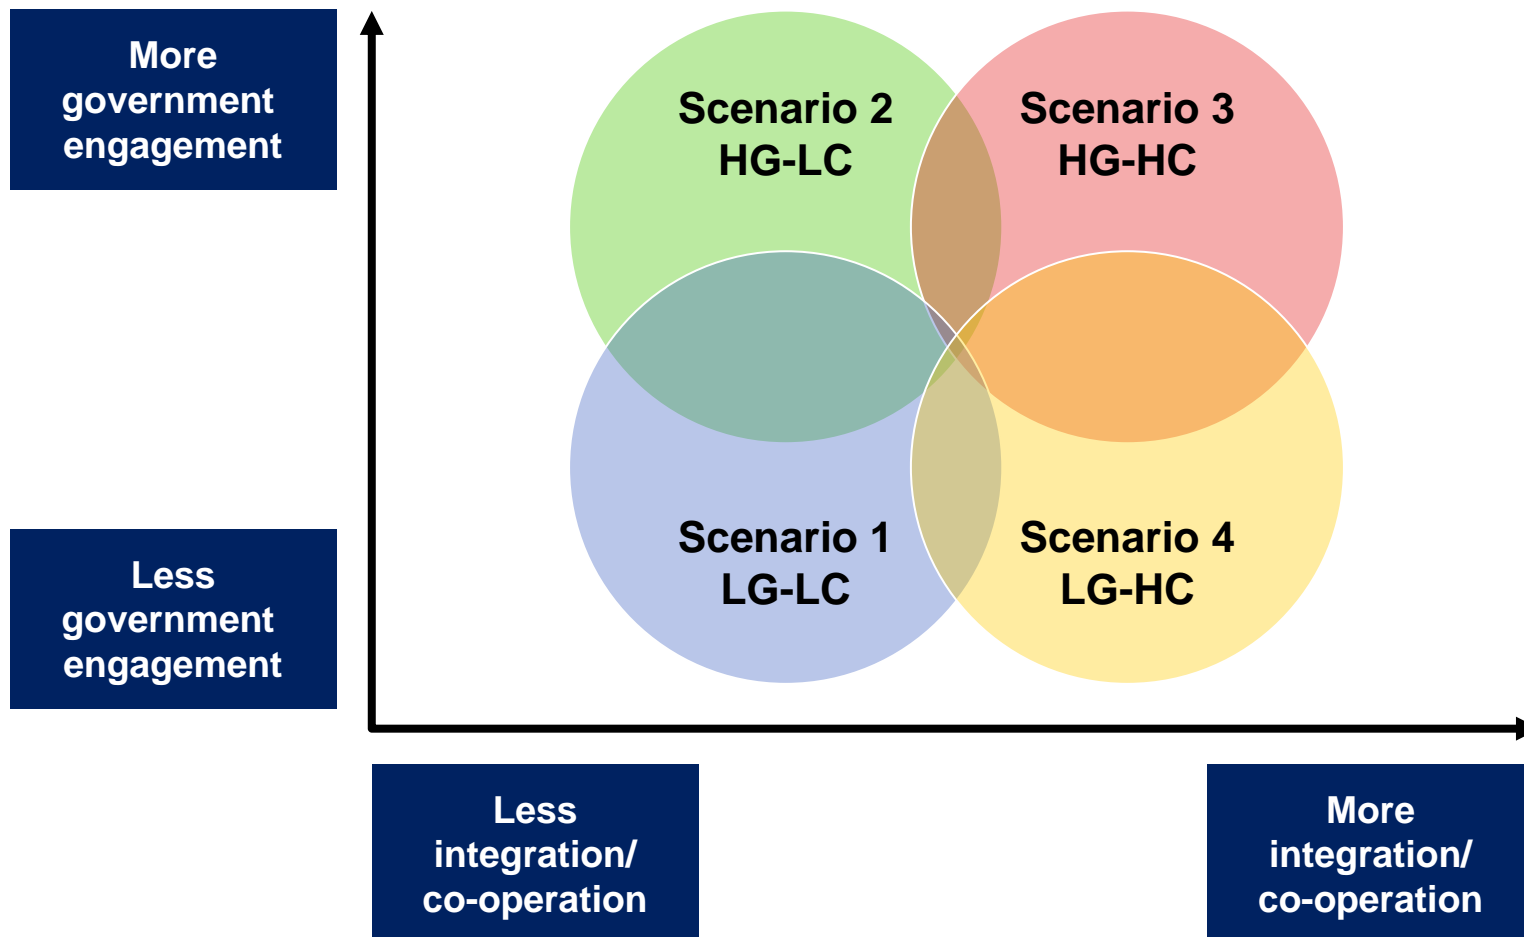 More
government
engagement
Scenario 2
HG-LC
Scenario 3
HG-HC
Less
government
engagement
Scenario 1
LG-LC
Scenario 4
LG-HC
Less
integration/
co-operation
More
integration/
co-operation